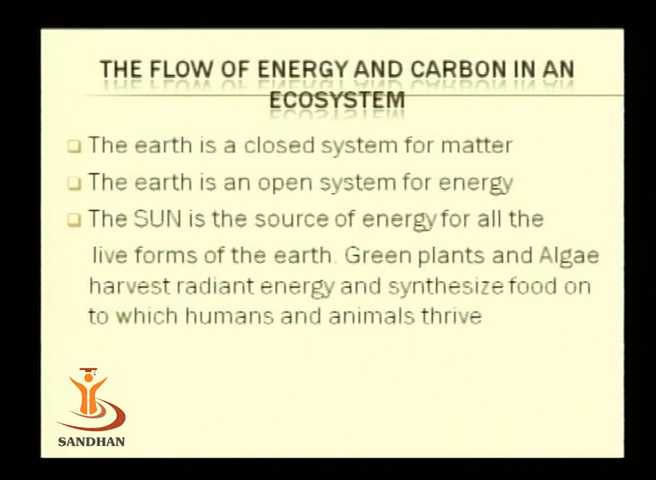 THE FLOW OF ENERGY AND CARBON IN AN
ECOSYSTEM
The earth is a closed system for matter
The earth is an open system for energy
The SUN is the source of energy for all the
live forms of the earth. Green plants and Algae
harvest radiant energy and synthesize food on
to which humans and animals thrive
SANDHAN